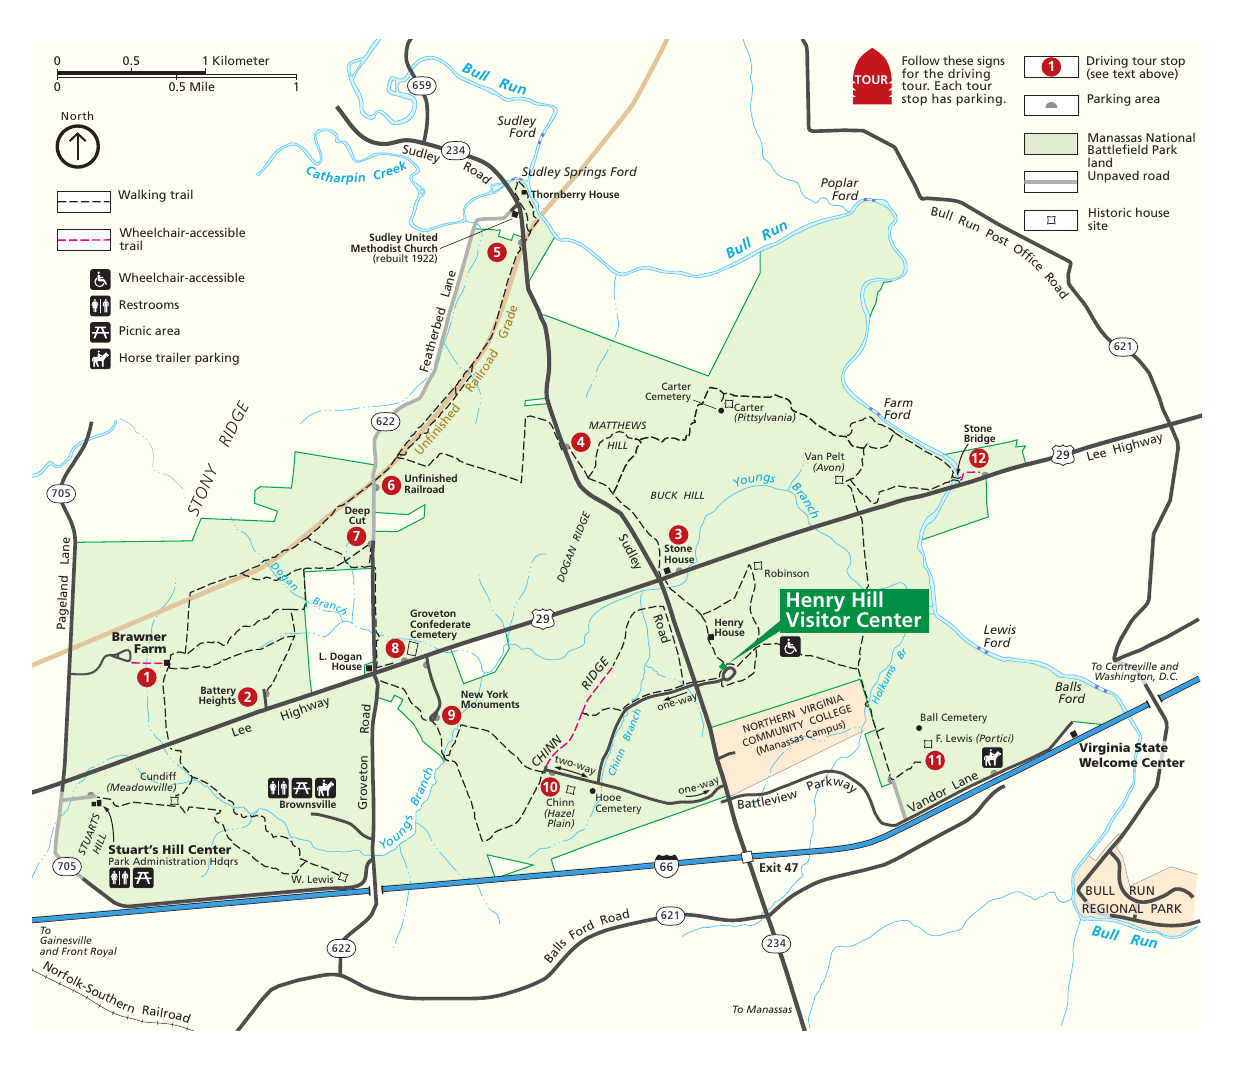 0 0.5 1 Kilometer
0 0.5 Mile 1
North
Walking trail
Wheelchair-accessible
trail
Wheelchair-accessible
Restrooms
Picnic area
Horse trailer parking
TOUR
Follow these signs
for the driving
tour. Each tour
stop has parking.
1
Driving tour stop
(see text above)
Parking area
Manassas National
Battlefield Park
land
Unpaved road
Historic house
site
659
Bull Run
Sudley
Ford
234
Sudley Road
Catharpin Creek
Sudley Springs Ford
Thornberry House
Sudley United
Methodist Church
(rebuilt 1922)
5
Poplar
Ford
Bull Run
Bull Run Post Office Road
621
Featherbed Lane
Unfinished Railroad Grade
622
STONY RIDGE
Carter
Cemetery
Carter
(Pittsylvania)
Farm
Ford
Stone
Bridge
12
29
Lee Highway
4
MATTHEWS
HILL
Van Pelt
(Avon)
Youngs Branch
BUCK HILL
705
6
Unfinished
Railroad
Deep
Cut
7
DOGAN RIDGE
Sudley
3
Stone
House
Robinson
Henry Hill
Visitor Center
Henry
House
Road
Pageland Lane
Dogan Branch
Groveton
Confederate
Cemetery
29
8
L. Dogan
House
Brawner
Farm
1
Battery
Heights
2
Lee Highway
9
New York
Monuments
CHINN RIDGE
one-way
Chinn Branch
two-way
one-way
10
Chinn
(Hazel
Plain)
Hooe
Cemetery
NORTHERN VIRGINIA
COMMUNITY COLLEGE
(Manassas Campus)
Holkums Br
Lewis
Ford
To Centreville and
Washington, D.C.
Balls
Ford
Ball Cemetery
F. Lewis (Portici)
11
Virginia State
Welcome Center
Vandor Lane
Battleview Parkway
Cundiff
(Meadowville)
Brownsville
Groveton Road
Youngs Branch
STUARTS
HILL
Stuart's Hill Center
Park Administration Hdqrs
W. Lewis
705
66
Exit 47
BULL RUN
REGIONAL PARK
Bull Run
To
Gainesville
and Front Royal
622
Balls Ford Road
621
234
Norfolk-Southern Railroad
To Manassas